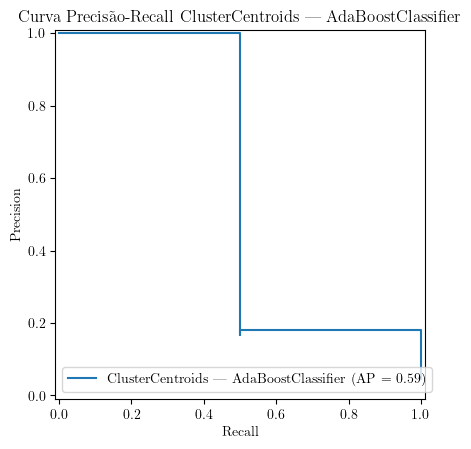 Curva Precisão-Recall ClusterCentroids — AdaBoostClassifier
1.0
0.8
0.6
0.4
0.2
0.0
Precision
ClusterCentroids — AdaBoostClassifier (AP = 0.59)
0.0 0.2 0.4 0.6 0.8 1.0
Recall